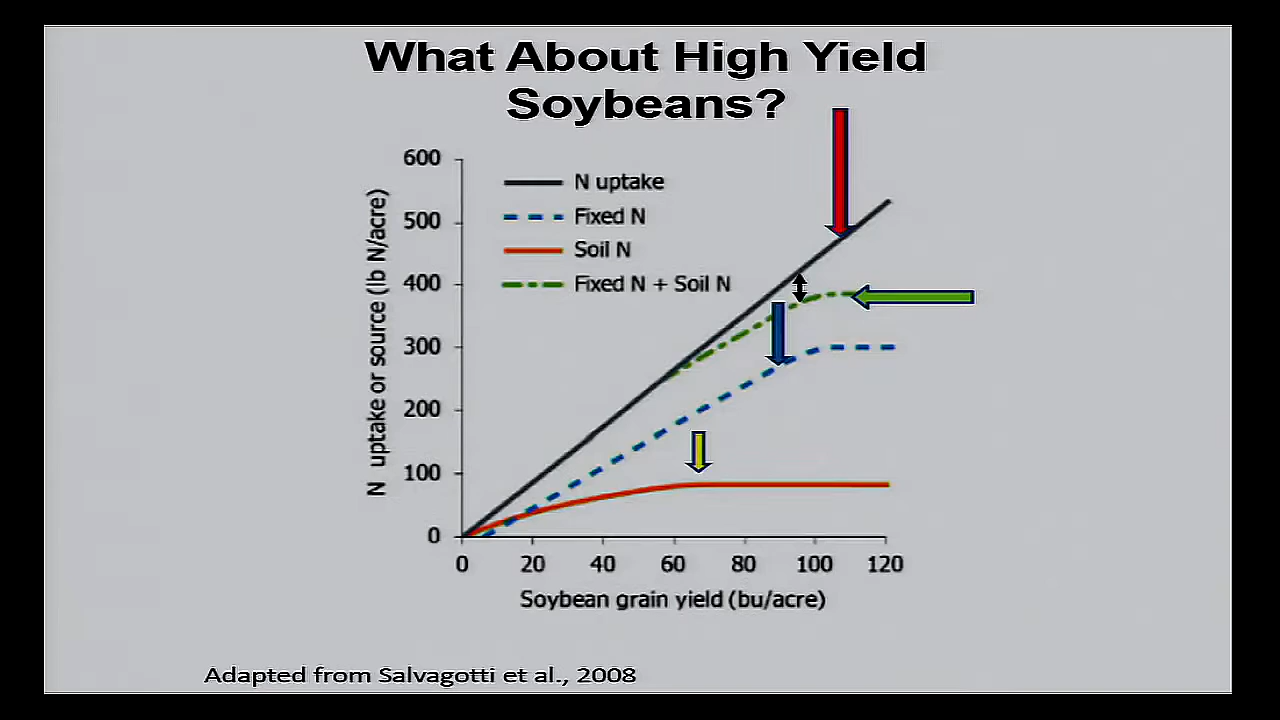 What About High Yield
Soybeans?
600
500
400
300
200
100
0
N uptake or source (lb N/acre)
N uptake
Fixed N
Soil N
Fixed N + Soil N
0 20 40 60 80 100 120
Soybean grain yield (bu/acre)
Adapted from Salvagotti et al., 2008